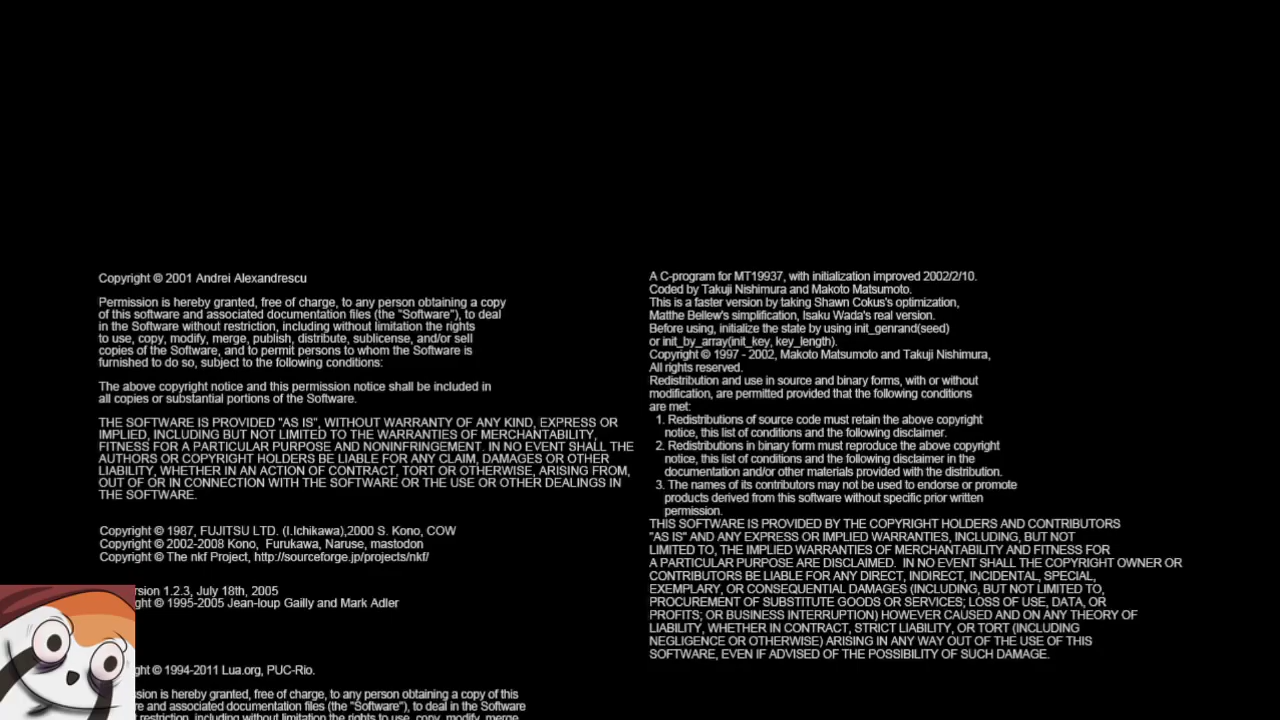 Copyright © 2001 Andrei Alexandrescu
Permission is hereby granted, free of charge, to any person obtaining a copy
of this software and associated documentation files (the "Software"), to deal
in the Software without restriction, including without limitation the rights
to use, copy, modify, merge, publish, distribute, sublicense, and/or sell
copies of the Software, and to permit persons to whom the Software is
furnished to do so, subject to the following conditions:
The above copyright notice and this permission notice shall be included in
all copies or substantial portions of the Software.
THE SOFTWARE IS PROVIDED "AS IS", WITHOUT WARRANTY OF ANY KIND, EXPRESS OR
IMPLIED, INCLUDING BUT NOT LIMITED TO THE WARRANTIES OF MERCHANTABILITY,
FITNESS FOR A PARTICULAR PURPOSE AND NONINFRINGEMENT. IN NO EVENT SHALL THE
AUTHORS OR COPYRIGHT HOLDERS BE LIABLE FOR ANY CLAIM, DAMAGES OR OTHER
LIABILITY, WHETHER IN AN ACTION OF CONTRACT, TORT OR OTHERWISE, ARISING FROM,
OUT OF OR IN CONNECTION WITH THE SOFTWARE OR THE USE OR OTHER DEALINGS IN
THE SOFTWARE.
Copyright © 1987, FUJITSU LTD. (I.Ichikawa),2000 S. Kono, COW
Copyright © 2002-2008 Kono, Furukawa, Naruse, mastodon
Copyright © The nkf Project, http://sourceforge.jp/projects/nkf/
rsion 1.2.3, July 18th, 2005
ght © 1995-2005 Jean-loup Gailly and Mark Adler
ght © 1994-2011 Lua.org, PUC-Rio.
sion is hereby granted, free of charge, to any person obtaining a copy of this
re and associated documentation files (the "Software"), to deal in the Software
restriction, including without limitation the rights to use, copy, modify, merge,
A C-program for MT19937, with initialization improved 2002/2/10.
Coded by Takuji Nishimura and Makoto Matsumoto.
This is a faster version by taking Shawn Cokus's optimization,
Matthe Bellew's simplification, Isaku Wada's real version.
Before using, initialize the state by using init_genrand(seed)
or init_by_array(init_key, key_length).
Copyright © 1997 - 2002, Makoto Matsumoto and Takuji Nishimura,
All rights reserved.
Redistribution and use in source and binary forms, with or without
modification, are permitted provided that the following conditions
are met:
1. Redistributions of source code must retain the above copyright
notice, this list of conditions and the following disclaimer.
2. Redistributions in binary form must reproduce the above copyright
notice, this list of conditions and the following disclaimer in the
documentation and/or other materials provided with the distribution.
3. The names of its contributors may not be used to endorse or promote
products derived from this software without specific prior written
permission.
THIS SOFTWARE IS PROVIDED BY THE COPYRIGHT HOLDERS AND CONTRIBUTORS
"AS IS" AND ANY EXPRESS OR IMPLIED WARRANTIES, INCLUDING, BUT NOT
LIMITED TO, THE IMPLIED WARRANTIES OF MERCHANTABILITY AND FITNESS FOR
A PARTICULAR PURPOSE ARE DISCLAIMED. IN NO EVENT SHALL THE COPYRIGHT OWNER OR
CONTRIBUTORS BE LIABLE FOR ANY DIRECT, INDIRECT, INCIDENTAL, SPECIAL,
EXEMPLARY, OR CONSEQUENTIAL DAMAGES (INCLUDING, BUT NOT LIMITED TO,
PROCUREMENT OF SUBSTITUTE GOODS OR SERVICES; LOSS OF USE, DATA, OR
PROFITS; OR BUSINESS INTERRUPTION) HOWEVER CAUSED AND ON ANY THEORY OF
LIABILITY, WHETHER IN CONTRACT, STRICT LIABILITY, OR TORT (INCLUDING
NEGLIGENCE OR OTHERWISE) ARISING IN ANY WAY OUT OF THE USE OF THIS
SOFTWARE, EVEN IF ADVISED OF THE POSSIBILITY OF SUCH DAMAGE.